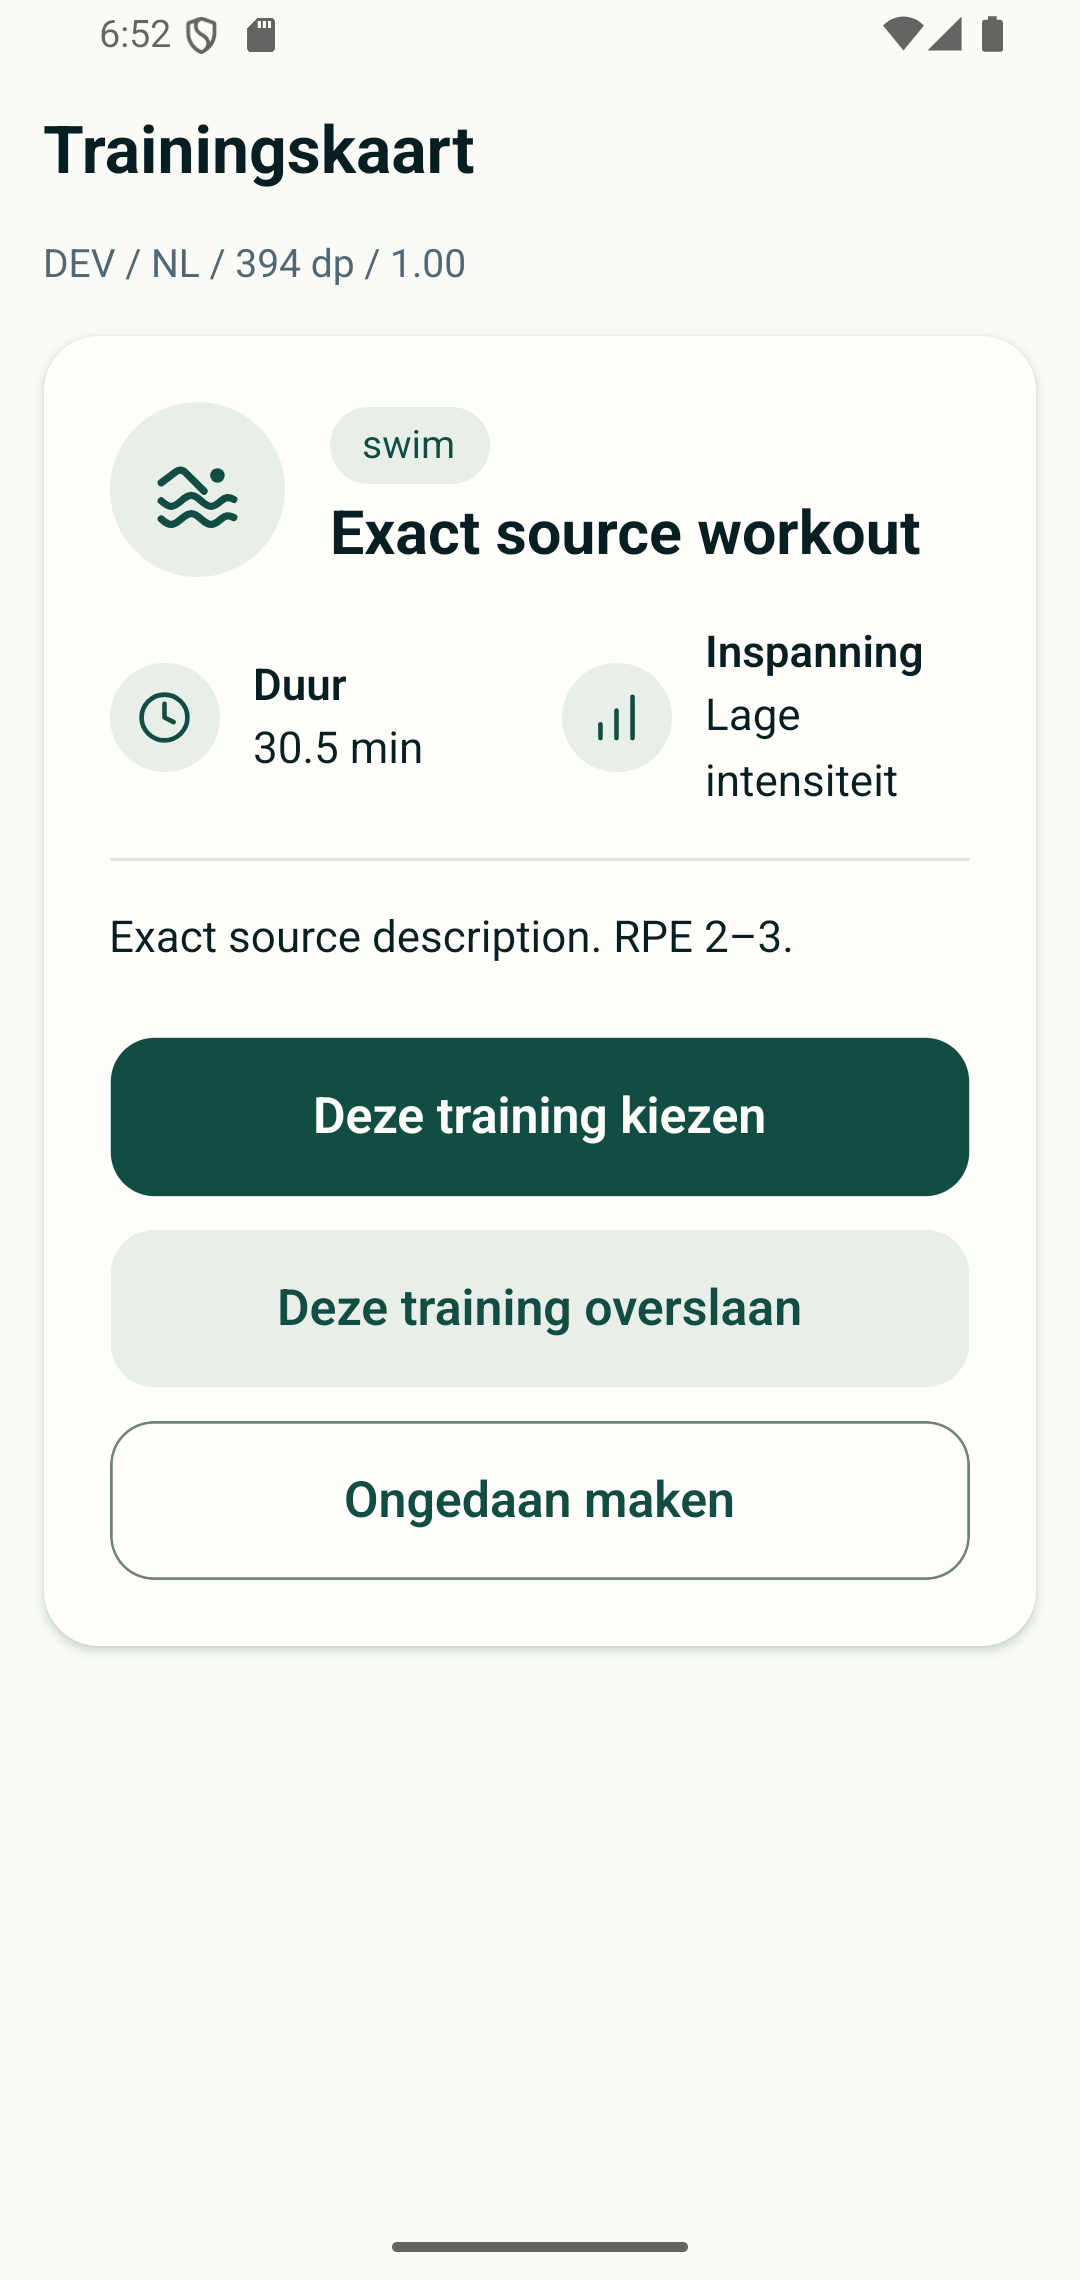 6:52
Trainingskaart
DEV / NL / 394 dp / 1.00
swim
Exact source workout
Duur
30.5 min
Inspanning
Lage
intensiteit
Exact source description. RPE 2–3.
Deze training kiezen
Deze training overslaan
Ongedaan maken